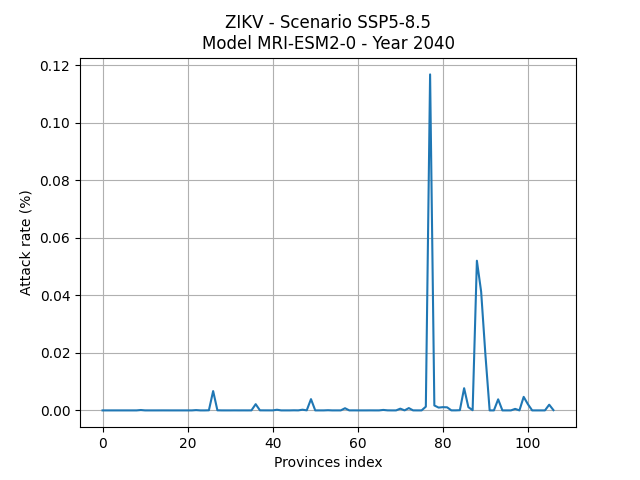 ZIKV - Scenario SSP5-8.5
Model MRI-ESM2-0 - Year 2040
0.12
0.10
0.08
0.06
0.04
0.02
0.00
Attack rate (%)
0 20 40 60 80 100
Provinces index